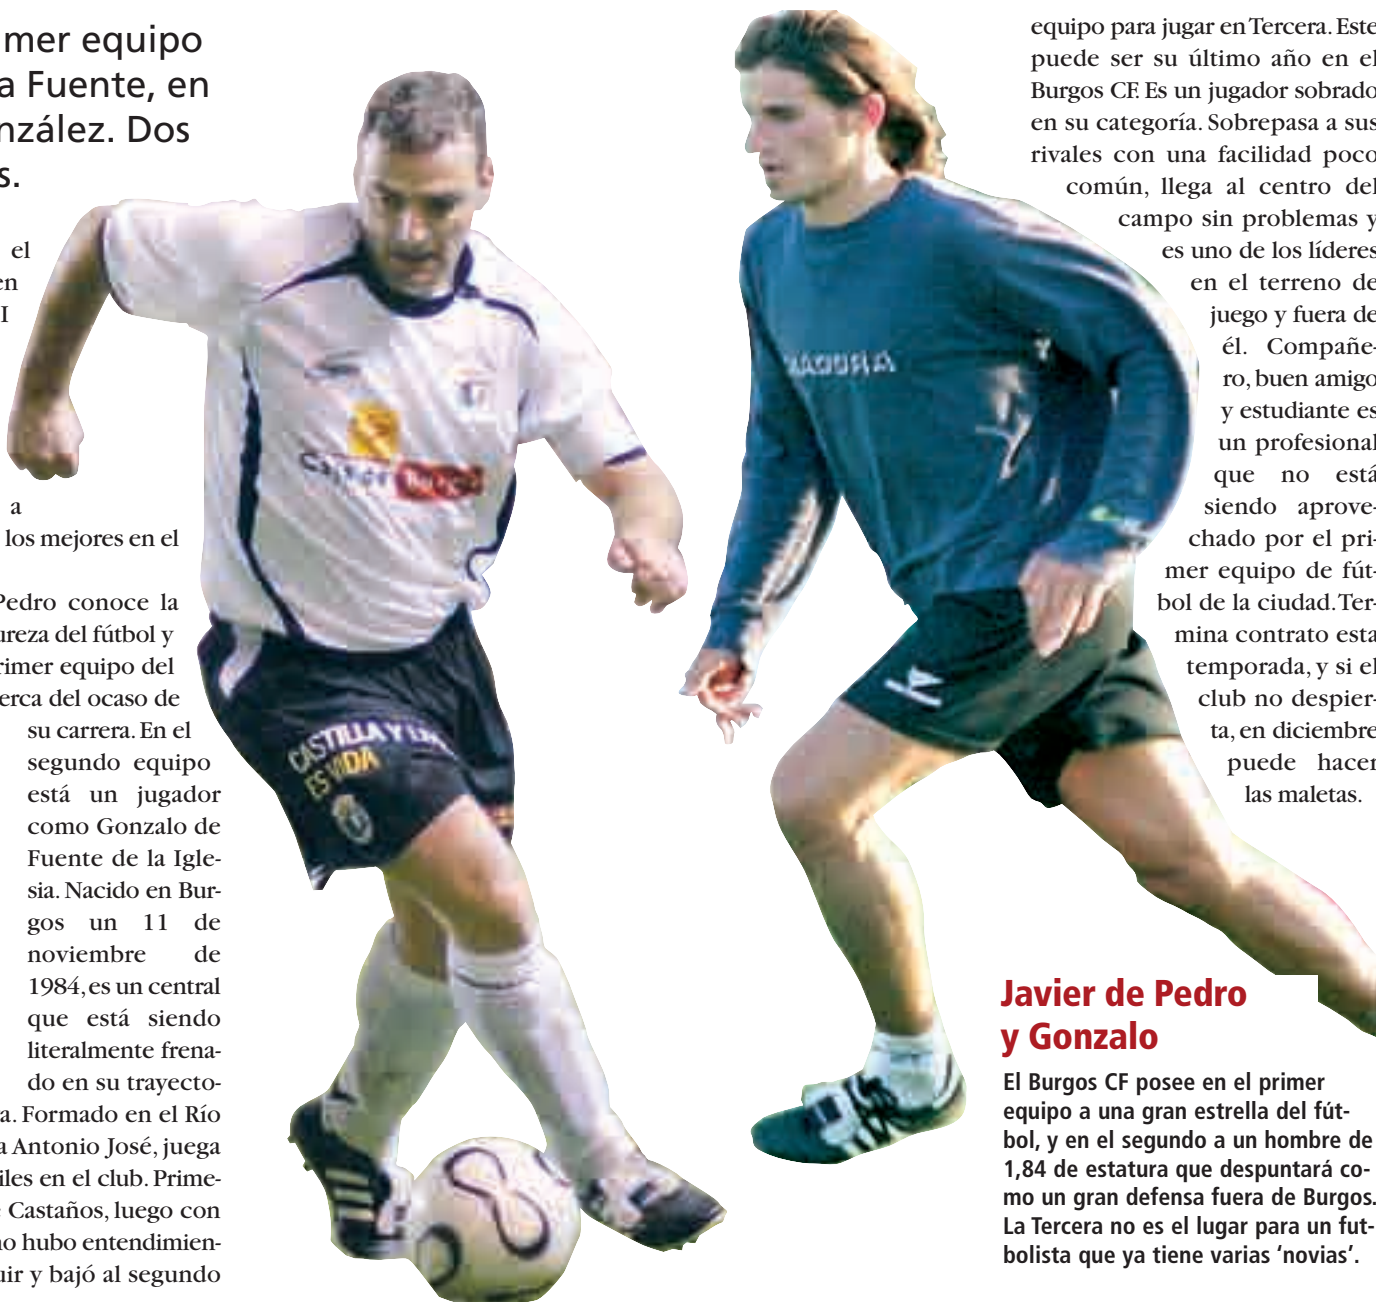 mer equipo
a Fuente, en
nzález. Dos
s.
el
en
I
a
los mejores en el
Pedro conoce la
ureza del fútbol y
rimer equipo del
erca del ocaso de
su carrera. En el
segundo equipo
está un jugador
como Gonzalo de
Fuente de la Igle-
sia. Nacido en Bur-
gos un 11 de
noviembre de
1984, es un central
que está siendo
literalmente frena-
do en su trayecto-
a. Formado en el Río
a Antonio José, juega
iles en el club. Prime-
e Castaños, luego con
no hubo entendimien-
uir y bajó al segundo
CASTILLA Y LEÓN
ES VIDA
DIADORA
equipo para jugar en Tercera. Este
puede ser su último año en el
Burgos CF. Es un jugador sobrado
en su categoría. Sobrepasa a sus
rivales con una facilidad poco
común, llega al centro del
campo sin problemas y
es uno de los líderes
en el terreno de
juego y fuera de
él. Compañe-
ro, buen amigo
y estudiante es
un profesional
que no está
siendo aprove-
chado por el pri-
mer equipo de fút-
bol de la ciudad. Ter-
mina contrato esta
temporada, y si el
club no despier-
ta, en diciembre
puede hacer
las maletas.
Javier de Pedro
y Gonzalo
El Burgos CF posee en el primer
equipo a una gran estrella del fút-
bol, y en el segundo a un hombre de
1,84 de estatura que despuntará co-
mo un gran defensa fuera de Burgos.
La Tercera no es el lugar para un fut-
bolista que ya tiene varias ‘novias’.